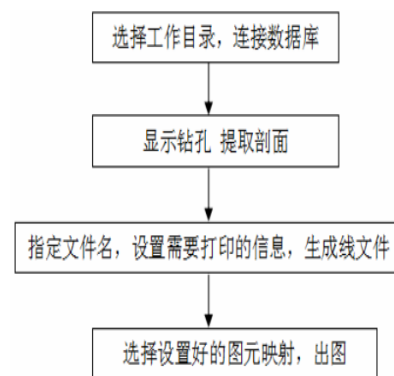 选择工作目录，连接数据库
显示钻孔 提取剖面
指定文件名，设置需要打印的信息，生成线文件
选择设置好的图元映射，出图